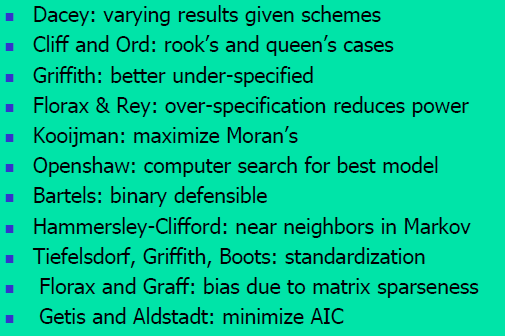 Dacey: varying results given schemes
Cliff and Ord: rook's and queen's cases
Griffith: better under-specified
Florax & Rey: over-specification reduces power
Kooijman: maximize Moran's
Openshaw: computer search for best model
Bartels: binary defensible
Hammersley-Clifford: near neighbors in Markov
Tiefelsdorf, Griffith, Boots: standardization
Florax and Graff: bias due to matrix sparseness
Getis and Aldstadt: minimize AIC